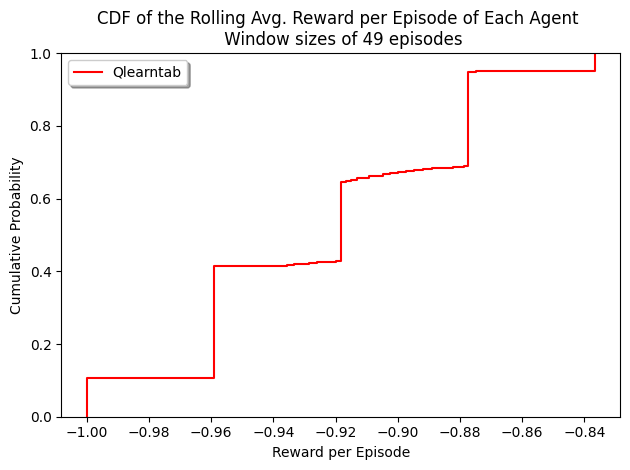 CDF of the Rolling Avg. Reward per Episode of Each Agent
Window sizes of 49 episodes
Qlearntab
Cumulative Probability
1.0
0.8
0.6
0.4
0.2
0.0
−1.00 −0.98 −0.96 −0.94 −0.92 −0.90 −0.88 −0.86 −0.84
Reward per Episode